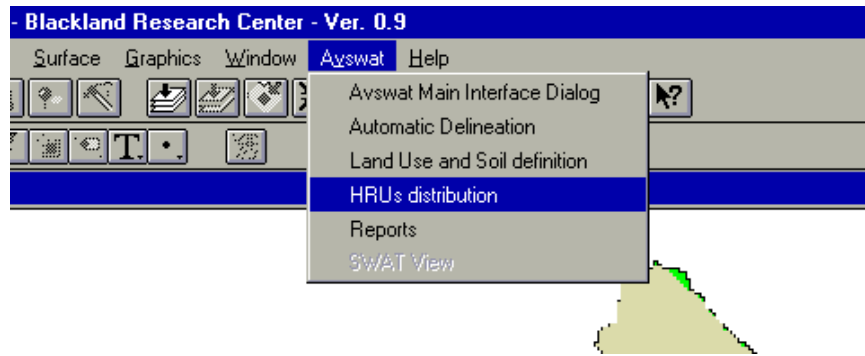 - Blackland Research Center - Ver. 0.9
Surface Graphics Window Avswat Help
Avswat Main Interface Dialog
Automatic Delineation
Land Use and Soil definition
HRUs distribution
Reports
SWAT View
T